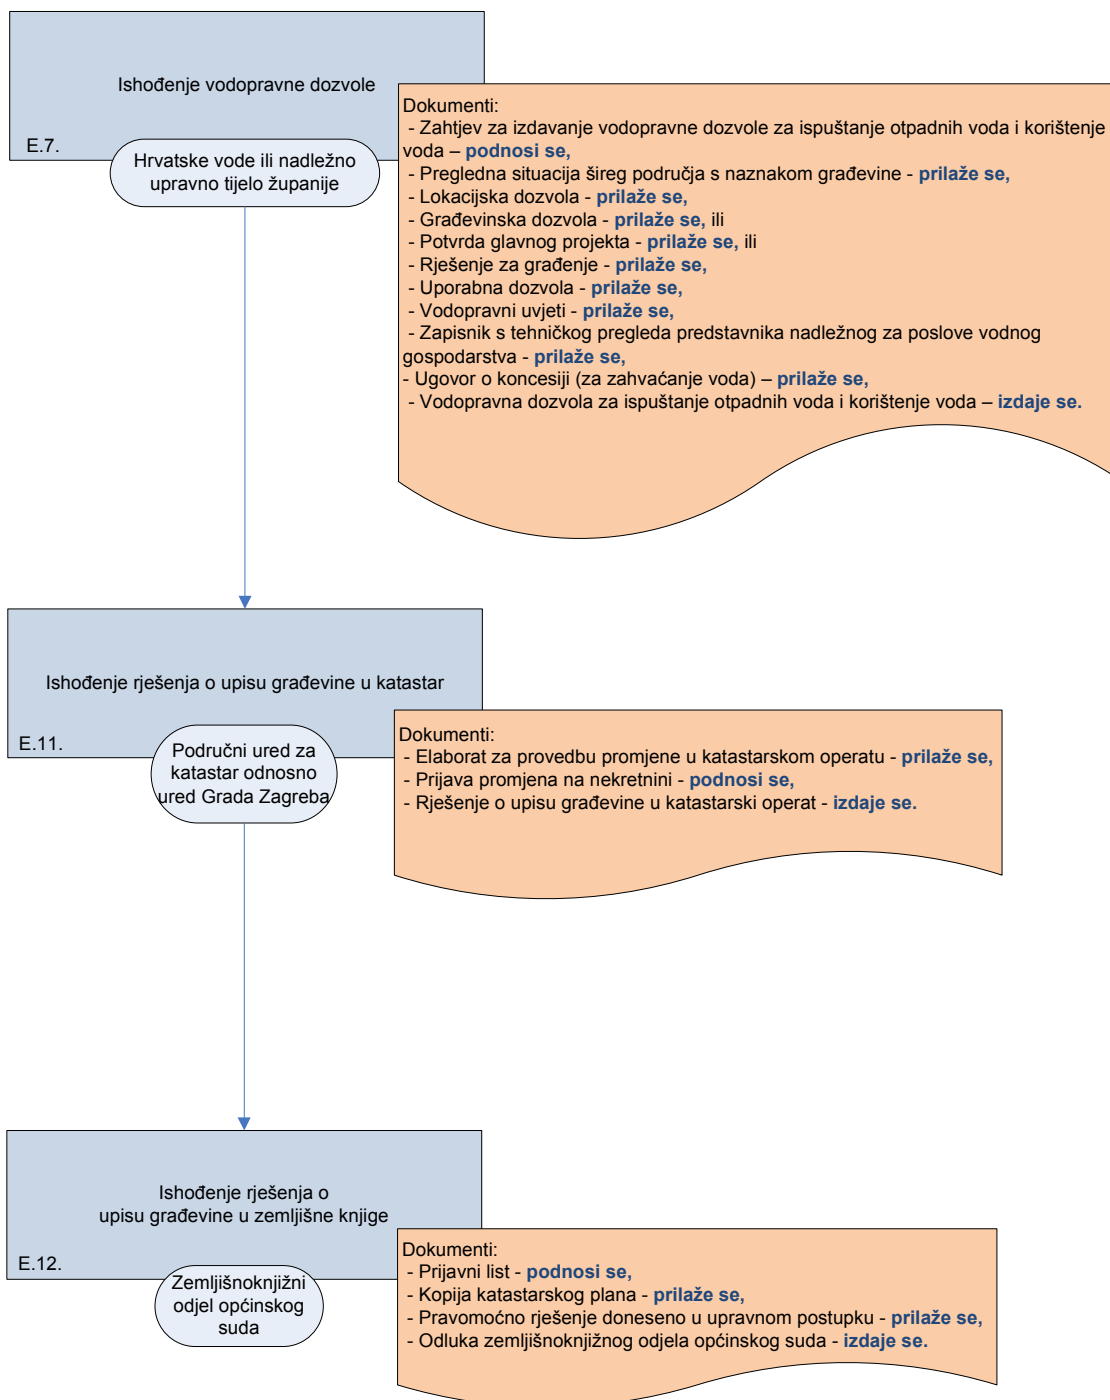 Ishođenje vodopravne dozvole
E.7.
Hrvatske vode ili nadležno
upravno tijelo županije
Dokumenti:
- Zahtjev za izdavanje vodopravne dozvole za ispuštanje otpadnih voda i korištenje
voda – podnosi se,
- Pregledna situacija šireg područja s naznakom građevine - prilaže se,
- Lokacijska dozvola - prilaže se,
- Građevinska dozvola - prilaže se, ili
- Potvrda glavnog projekta - prilaže se, ili
- Rješenje za građenje - prilaže se,
- Uporabna dozvola - prilaže se,
- Vodopravni uvjeti - prilaže se,
- Zapisnik s tehničkog pregleda predstavnika nadležnog za poslove vodnog
gospodarstva - prilaže se,
- Ugovor o koncesiji (za zahvaćanje voda) – prilaže se,
- Vodopravna dozvola za ispuštanje otpadnih voda i korištenje voda – izdaje se.
Ishođenje rješenja o upisu građevine u katastar
E.11.
Područni ured za
katastar odnosno
ured Grada Zagreba
Dokumenti:
- Elaborat za provedbu promjene u katastarskom operatu - prilaže se,
- Prijava promjena na nekretnini - podnosi se,
- Rješenje o upisu građevine u katastarski operat - izdaje se.
Ishođenje rješenja o
upisu građevine u zemljišne knjige
E.12.
Zemljišnoknjižni
odjel općinskog
suda
Dokumenti:
- Prijavni list - podnosi se,
- Kopija katastarskog plana - prilaže se,
- Pravomoćno rješenje doneseno u upravnom postupku - prilaže se,
- Odluka zemljišnoknjižnog odjela općinskog suda - izdaje se.